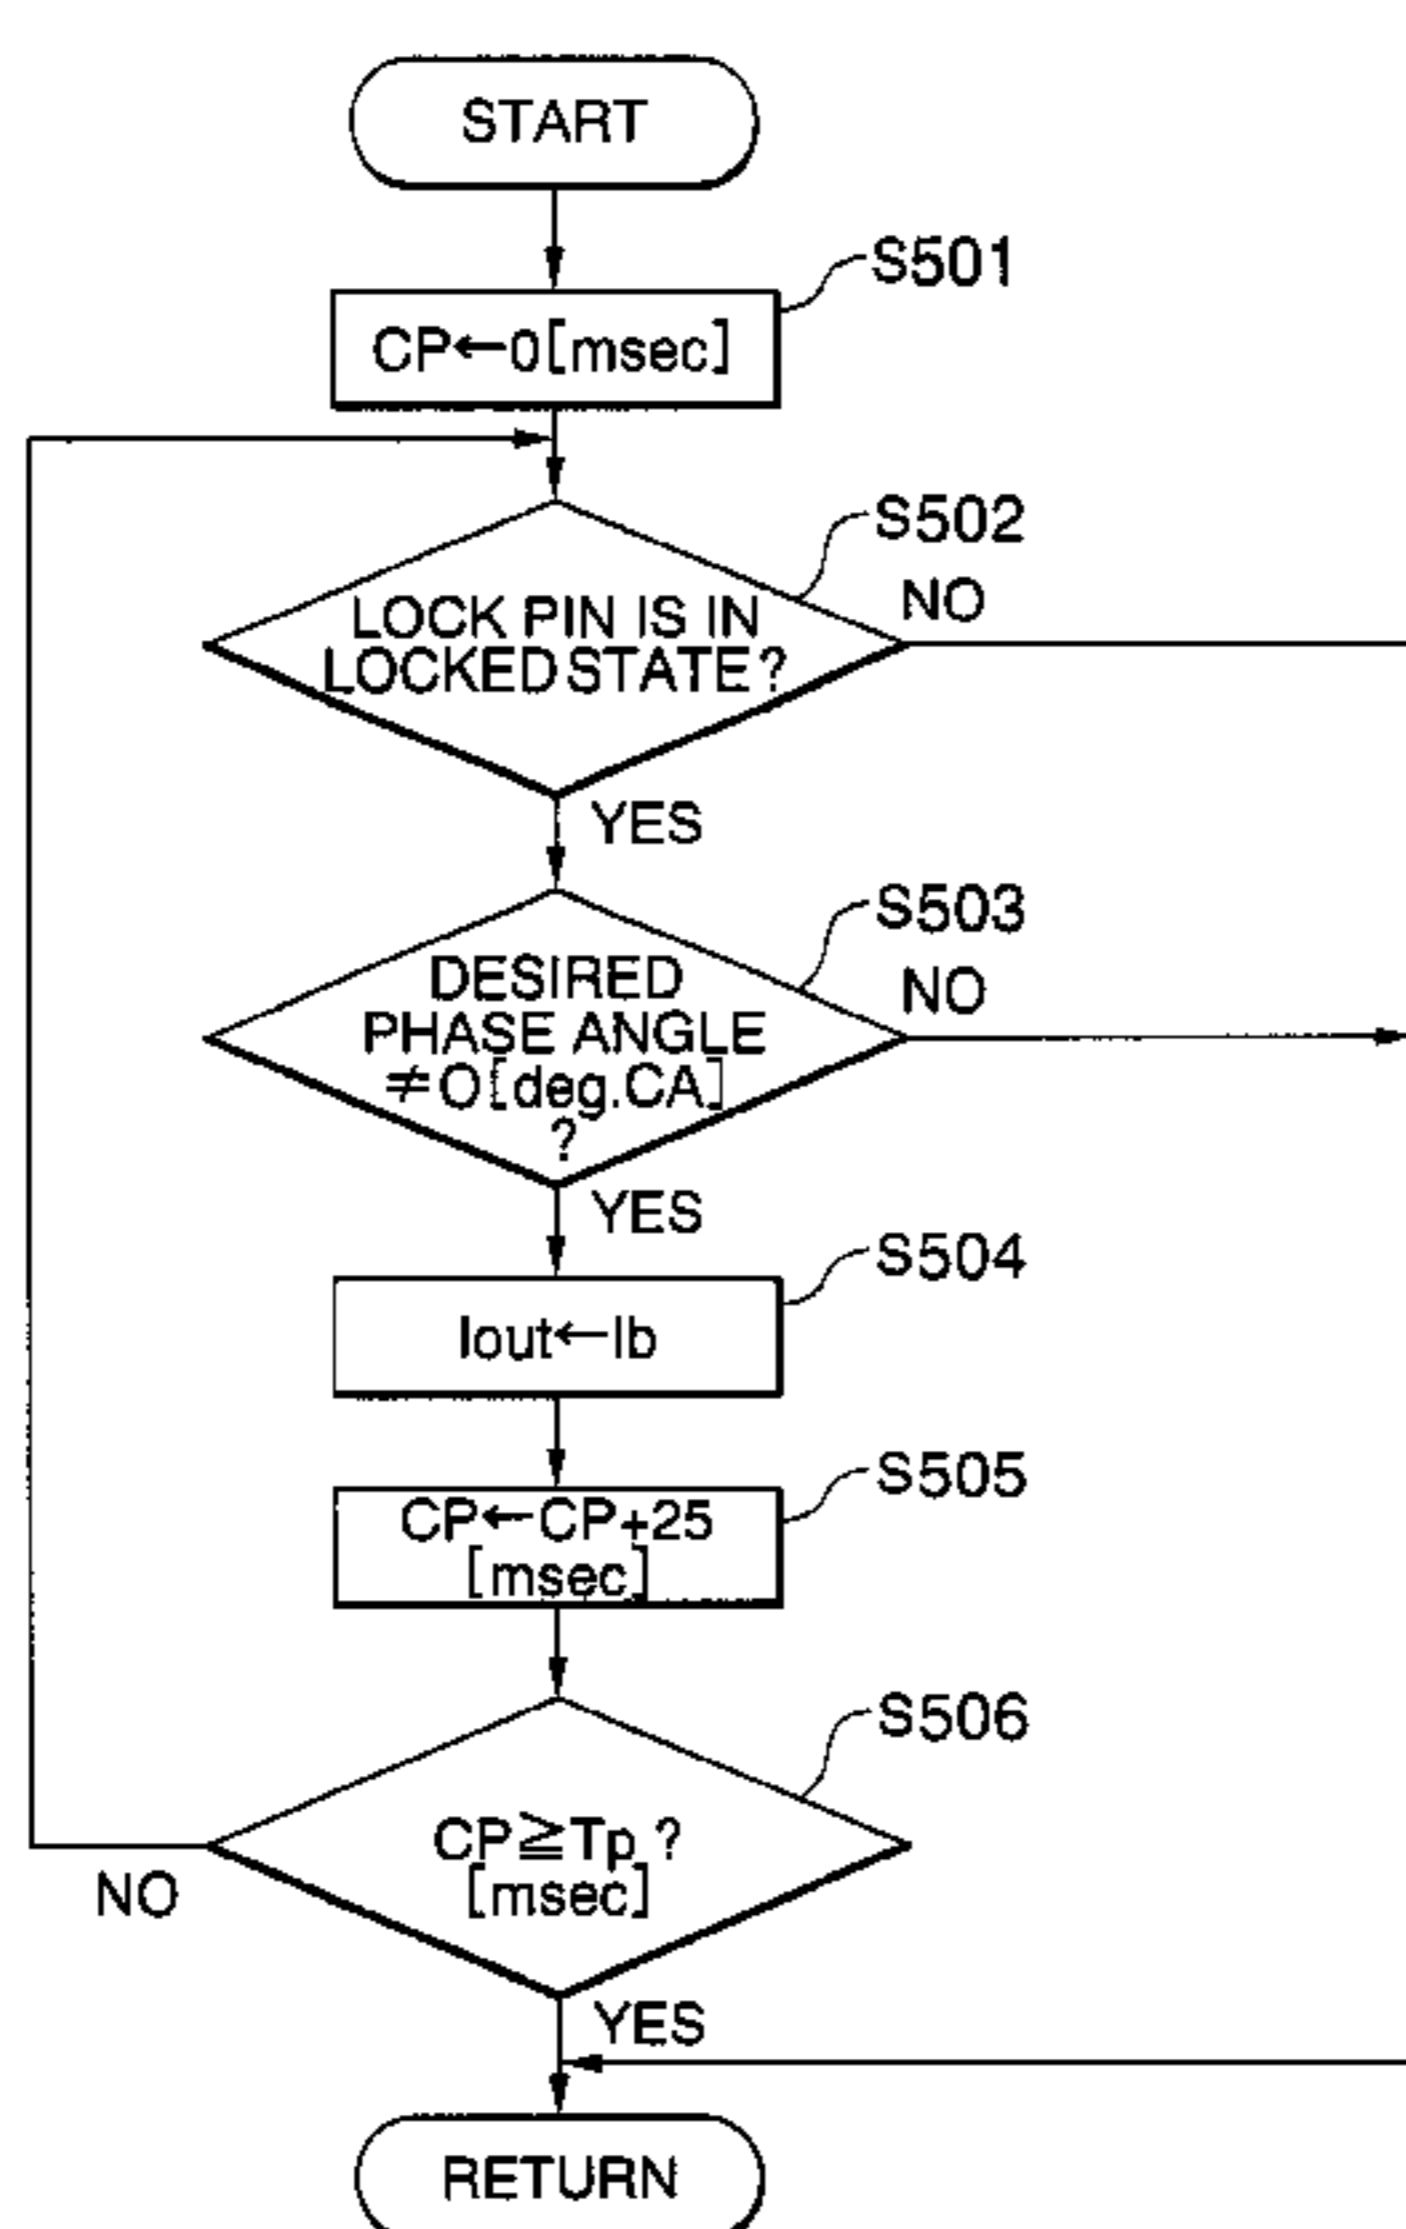 START
S501
CP←0[msec]
S502
NO
LOCK PIN IS IN
LOCKED STATE?
YES
S503
NO
DESIRED
PHASE ANGLE
≠0[deg.CA]
?
YES
S504
Iout←Ib
S505
CP←CP+25
[msec]
S506
CP≧Tp?
[msec]
NO
YES
RETURN